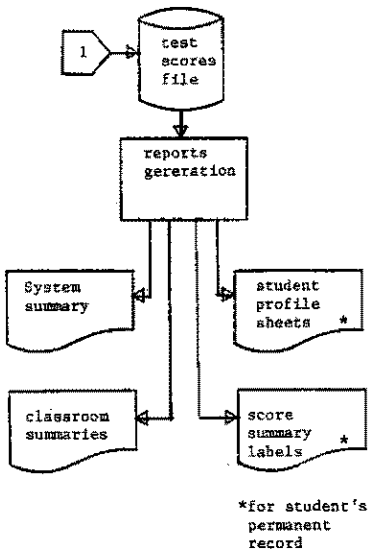 1
test
scores
file
reports
gereration
System
summary
student
profile
sheets *
classroom
summaries
score
summary
labels *
*for student's
permanent
record